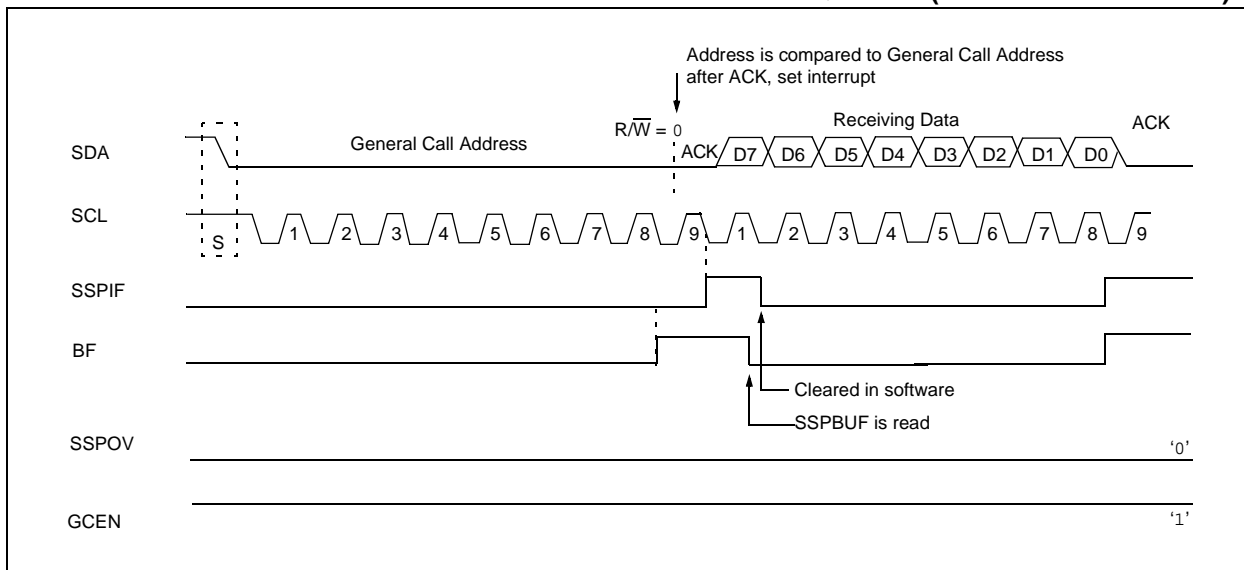 Address is compared to General Call Address
after ACK, set interrupt
R/W = 0
Receiving Data
ACK
SDA
General Call Address
ACK
D7 D6 D5 D4 D3 D2 D1 D0
SCL
S
1 2 3 4 5 6 7 8 9 1 2 3 4 5 6 7 8 9
SSPIF
BF
Cleared in software
SSPBUF is read
SSPOV
‘0’
GCEN
‘1’